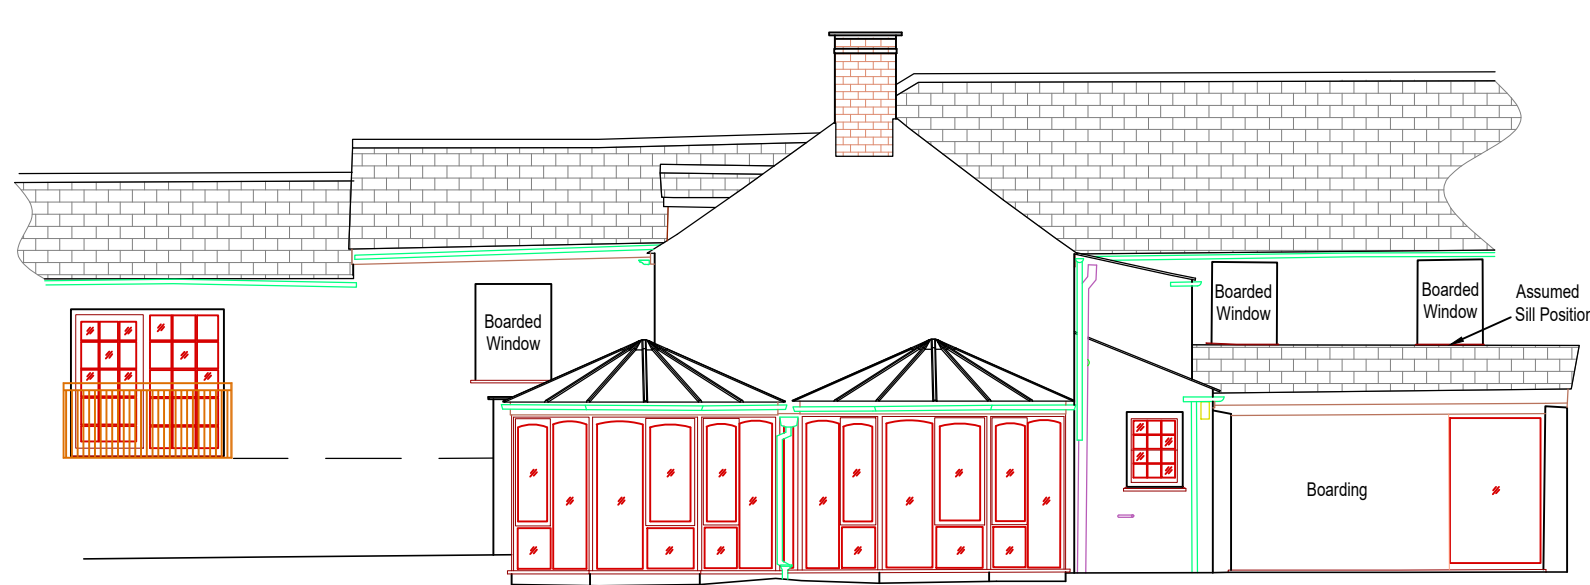 Boarded
Window
Boarded
Window
Boarded
Window
Assumed
Sill Position
Boarding